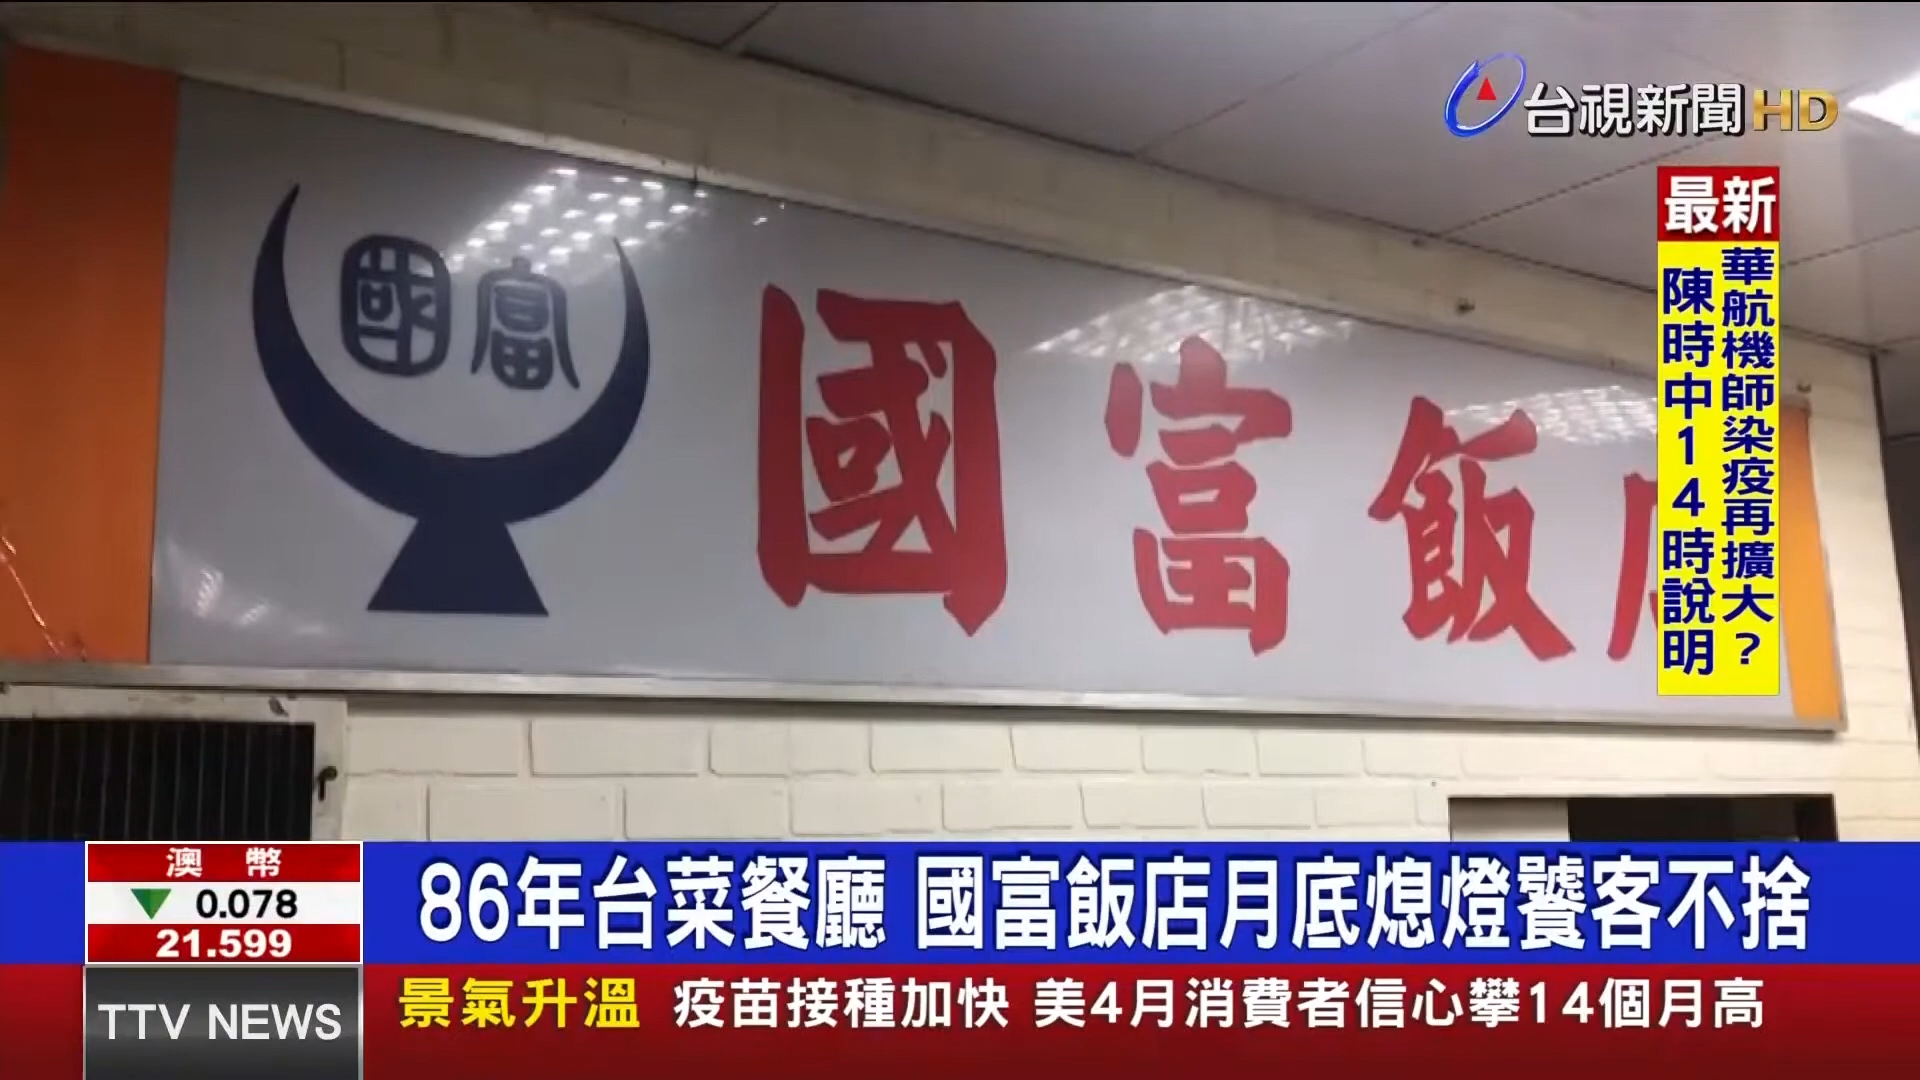 台視新聞HD
最新
華航機師染疫再擴大？
陳時中14時說明
國富
國富飯
澳幣
0.078
21.599
86年台菜餐廳 國富飯店月底熄燈饕客不捨
TTV NEWS
景氣升溫 疫苗接種加快 美4月消費者信心攀14個月高